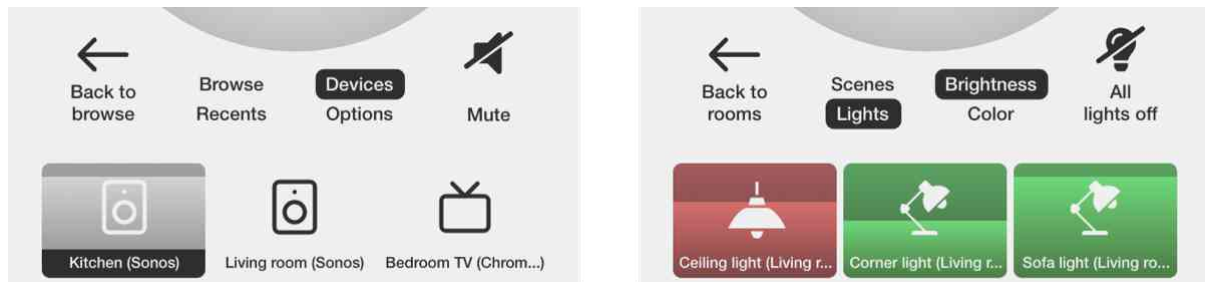 Back to
browse
Browse
Recents
Devices
Options
Mute
Kitchen (Sonos)
Living room (Sonos)
Bedroom TV (Chrom...)
Back to
rooms
Scenes
Lights
Brightness
Color
All
lights off
Ceiling light (Living r...
Corner light (Living r...
Sofa light (Living ro...